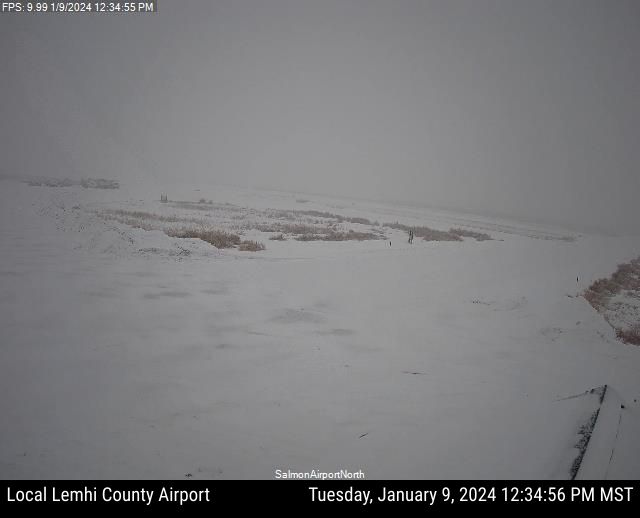 FPS: 9.99 1/9/2024 12:34:55 PM
SalmonAirportNorth
Local Lemhi County Airport Tuesday, January 9, 2024 12:34:56 PM MST